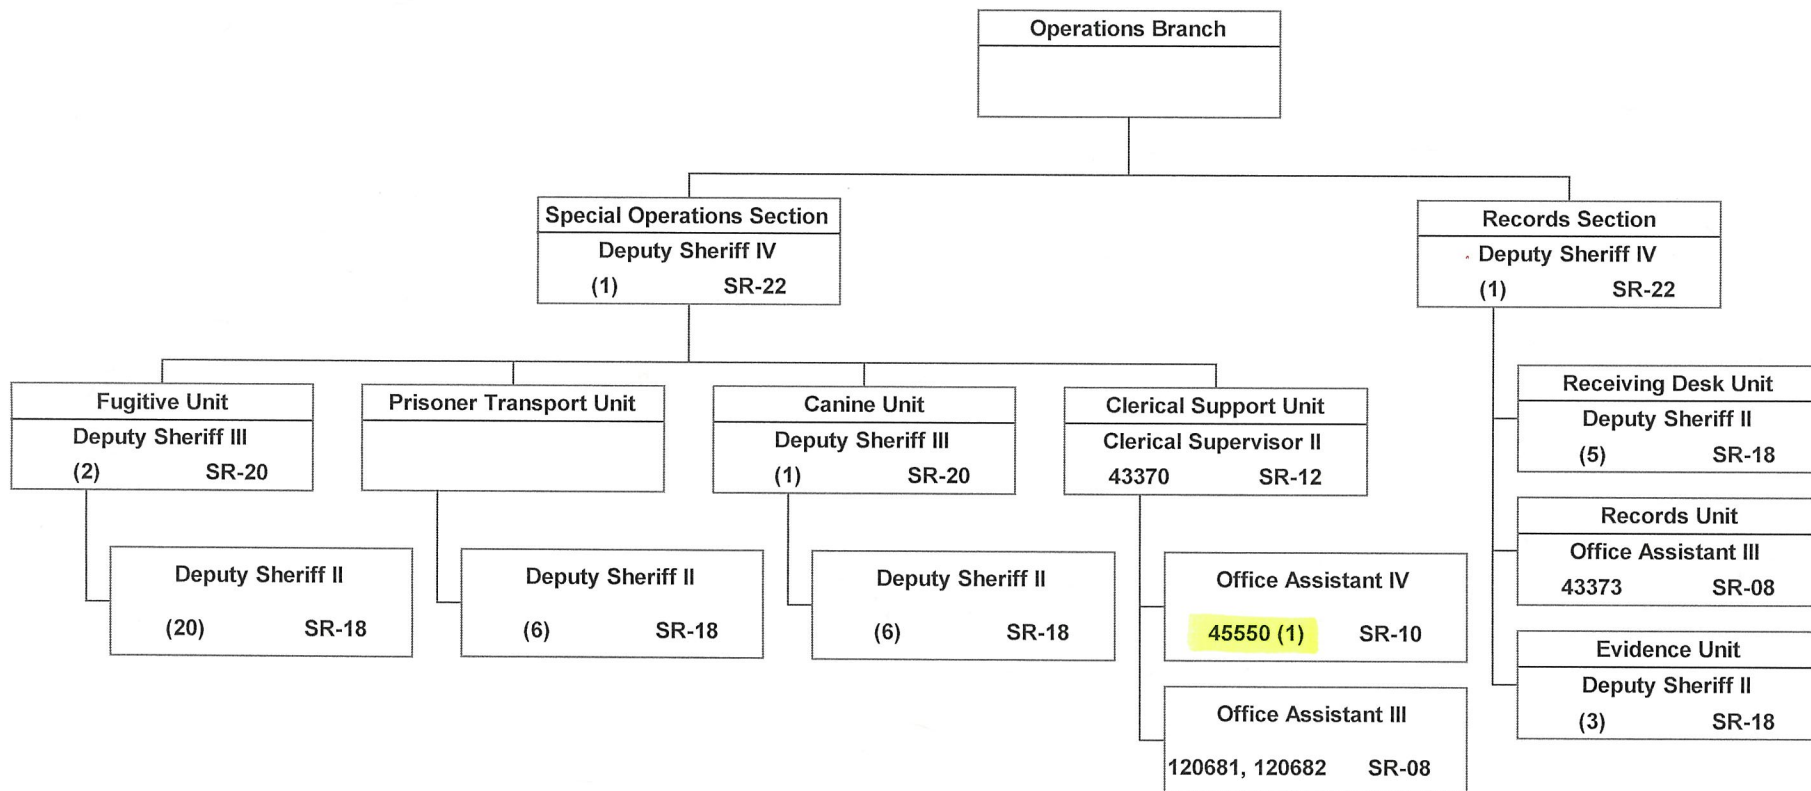 Operations Branch
Special Operations Section
Deputy Sheriff IV
(1) SR-22
Records Section
Deputy Sheriff IV
(1) SR-22
Fugitive Unit
Deputy Sheriff III
(2) SR-20
Deputy Sheriff II
(20) SR-18
Prisoner Transport Unit
Deputy Sheriff II
(6) SR-18
Canine Unit
Deputy Sheriff III
(1) SR-20
Deputy Sheriff II
(6) SR-18
Clerical Support Unit
Clerical Supervisor II
43370 SR-12
Office Assistant IV
45550 (1) SR-10
Office Assistant III
120681, 120682 SR-08
Receiving Desk Unit
Deputy Sheriff II
(5) SR-18
Records Unit
Office Assistant III
43373 SR-08
Evidence Unit
Deputy Sheriff II
(3) SR-18